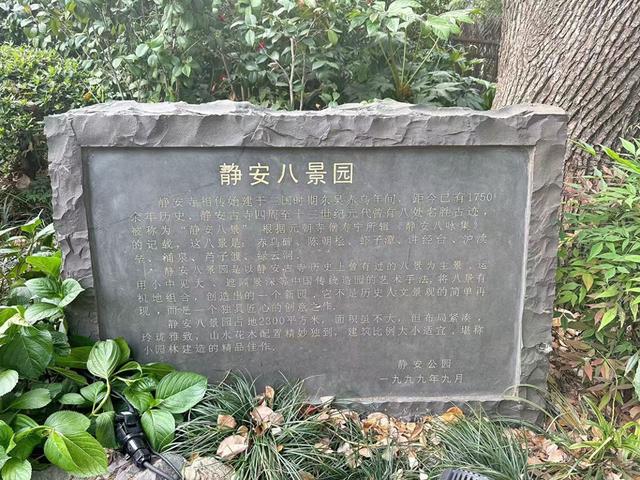 静安八景园
静安寺相传始建于三国时期东吴赤乌年间，距今已有1750
余年历史，静安古寺四周至十三世纪元代曾有八处名胜古迹，
被称为“静安八景”根据元朝寺僧寿宁所辑《静安八咏集》
的记载，这八景是：赤乌碑、陈朝桧、虾子潭、讲经台、沪渎
垒、涌泉、芦子渡、绿云洞。
静安八景园是以静安古寺历史上曾有过的八景为主景，运
用小中见大、遮隔景深等中国传统造园的艺术手法，将八景有
机地组合，创造出的一个新园，它不是历史人文景观的简单再
现，而是一个独具匠心的创意之作。
静安八景园占地2300平方米，面积虽不大，但布局紧凑，
玲珑雅致，山水花木配置精妙独到，建筑比例大小适宜，堪称
小园林建造的精品佳作。
静安公园
一九九九年九月